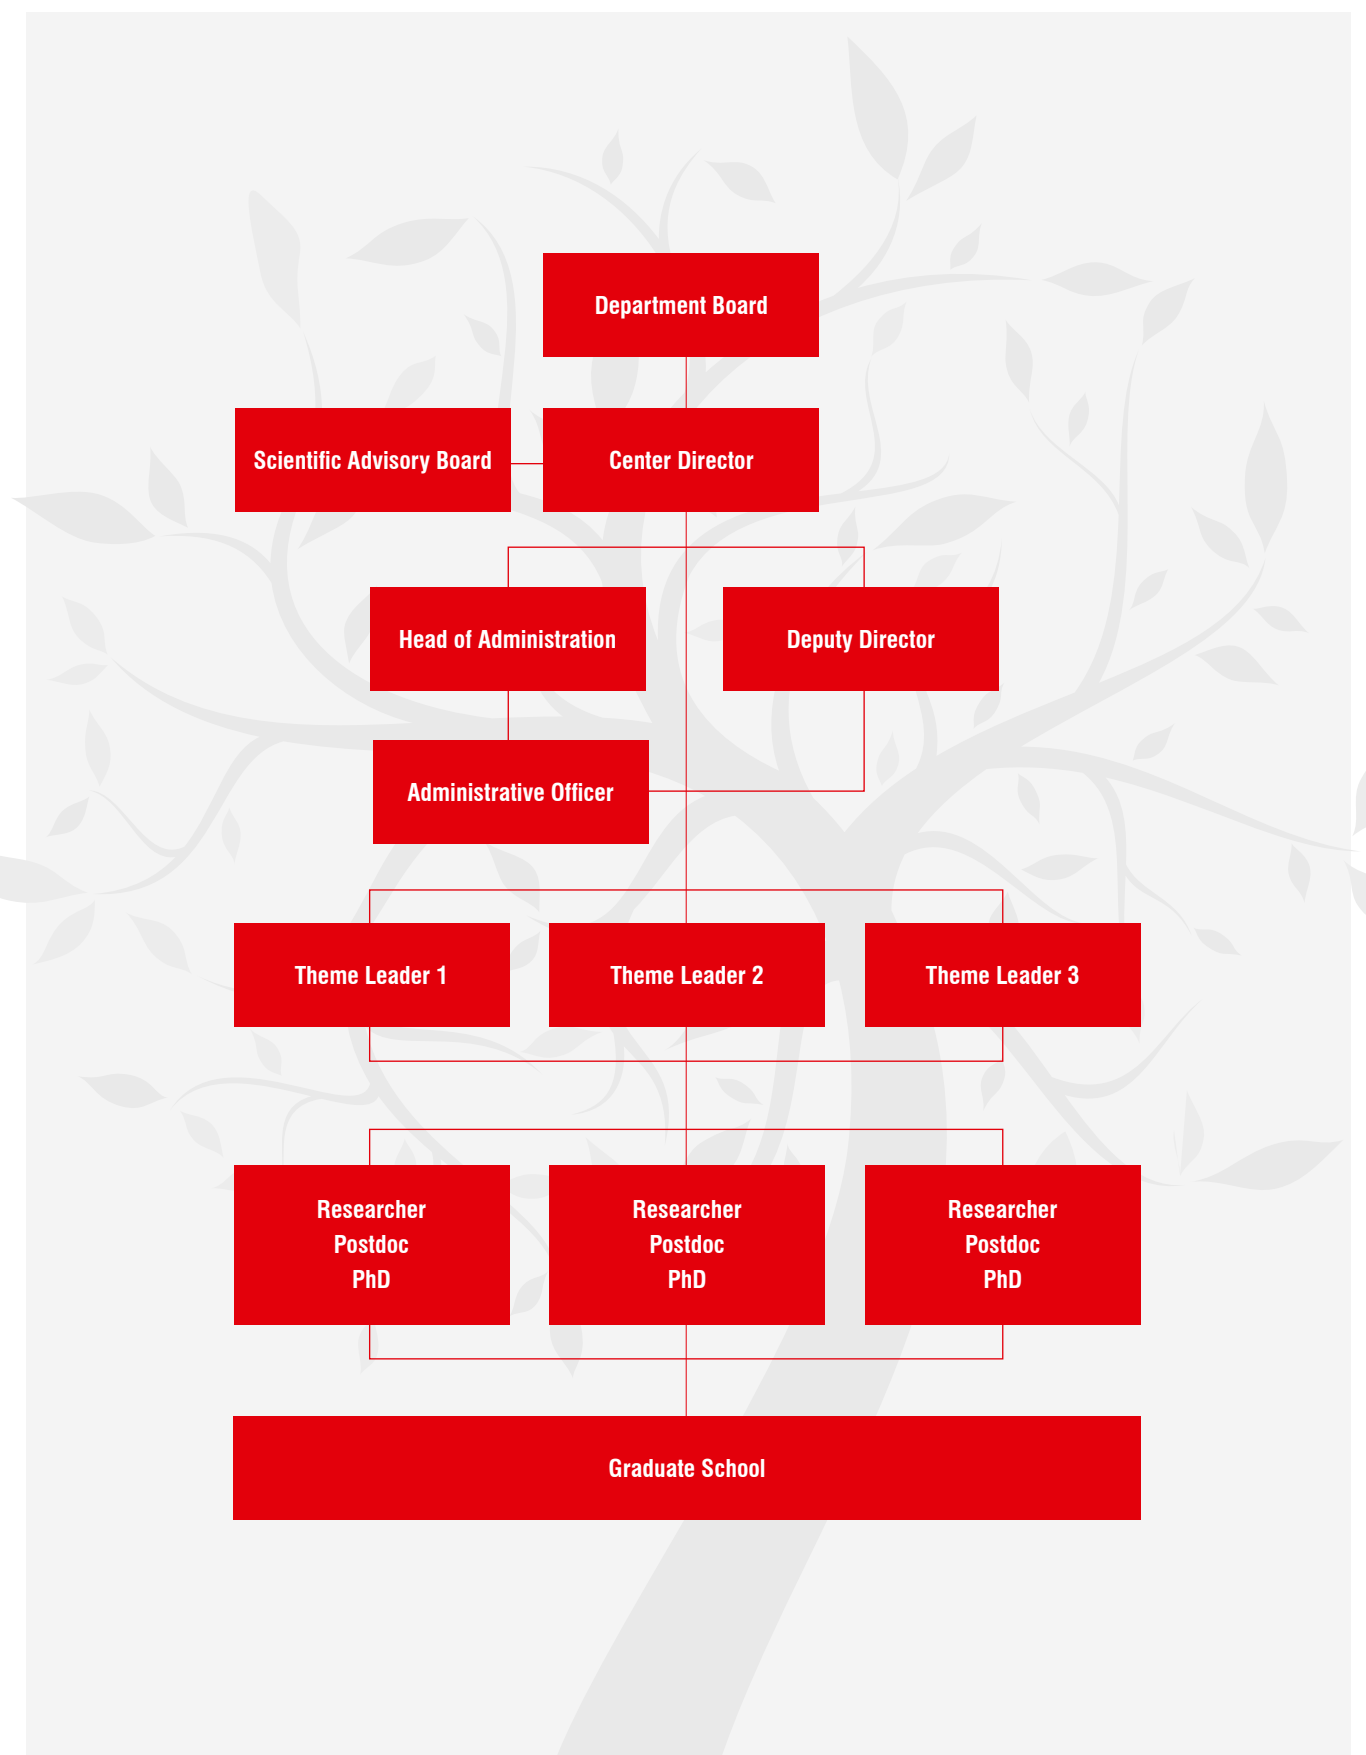 Department Board
Scientific Advisory Board
Center Director
Head of Administration
Deputy Director
Administrative Officer
Theme Leader 1
Theme Leader 2
Theme Leader 3
Researcher
Postdoc
PhD
Researcher
Postdoc
PhD
Researcher
Postdoc
PhD
Graduate School